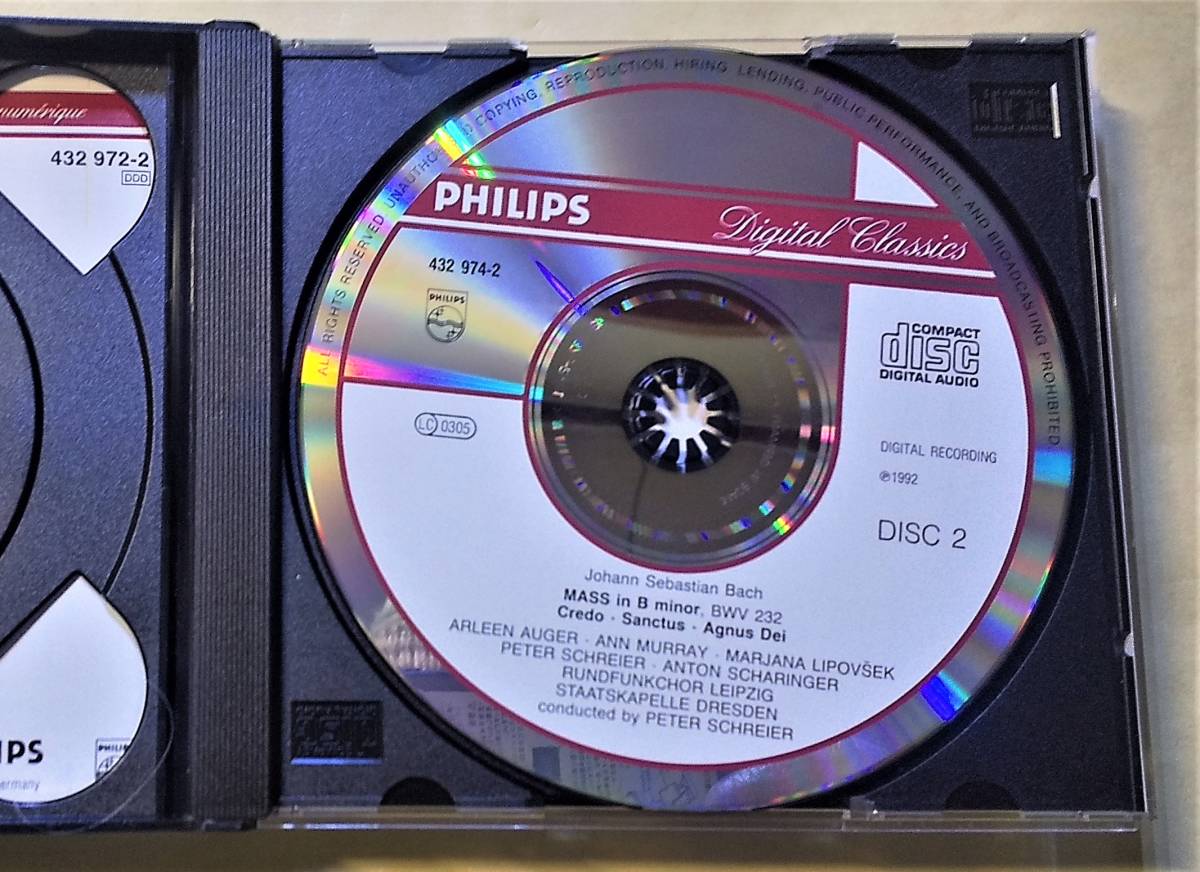 numérique
432 972-2
DDD
IPS
PHILI
ermany
ALL RIGHTS RESERVED UNAUTHO D COPYING, REPRODUCTION, HIRING LENDING, PUBLIC PERFORMANCE, AND BROADCASTING PROHIBITED
PHILIPS
Digital Classics
432 974-2
PHILIPS
COMPACT
disc
DIGITAL AUDIO
LC 0305
DIGITAL RECORDING
℗1992
DISC 2
Johann Sebastian Bach
MASS in B minor, BWV 232
Credo · Sanctus · Agnus Dei
ARLEEN AUGER · ANN MURRAY · MARJANA LIPOVŠEK
PETER SCHREIER · ANTON SCHARINGER
RUNDFUNKCHOR LEIPZIG
STAATSKAPELLE DRESDEN
conducted by PETER SCHREIER